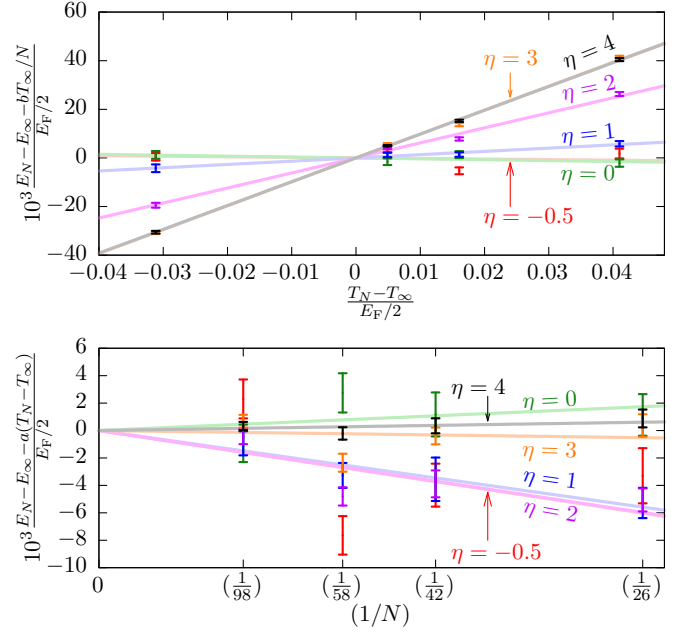 60
40
20
0
−20
−40
10³ (E_N−E_∞−bT_∞/N)/(E_F/2)
η = 3
η = 4
η = 2
η = 1
η = 0
η = −0.5
−0.04 −0.03 −0.02 −0.01 0 0.01 0.02 0.03 0.04
(T_N−T_∞)/(E_F/2)
6
4
2
0
−2
−4
−6
−8
−10
10³ (E_N−E_∞−a(T_N−T_∞))/(E_F/2)
η = 4
η = 0
η = 3
η = 1
η = 2
η = −0.5
0 (1/98) (1/58) (1/42) (1/26)
(1/N)